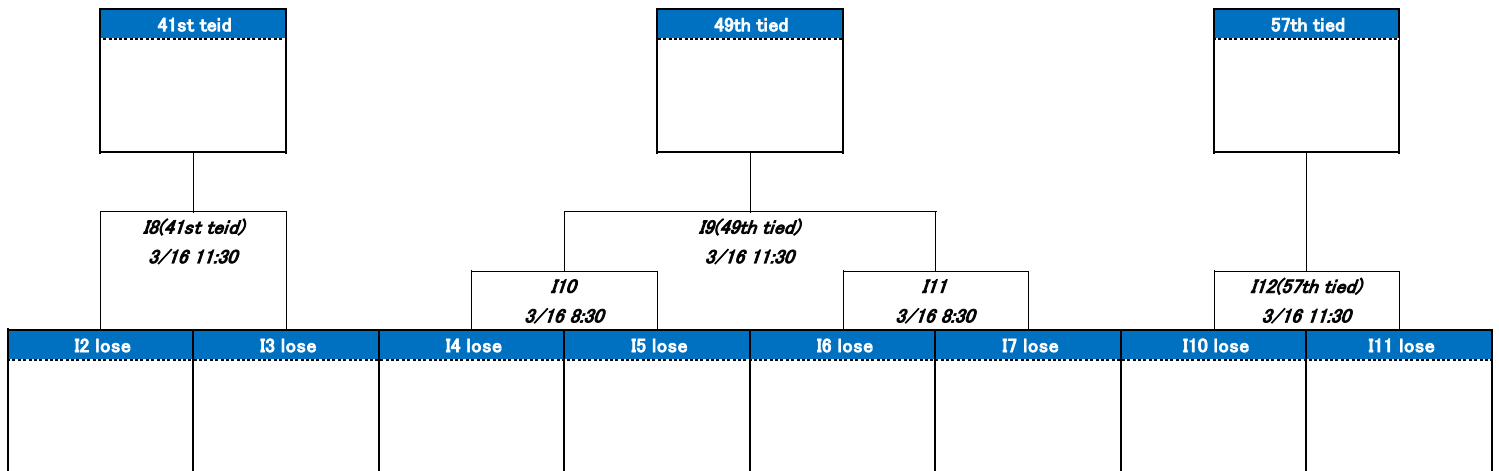 41st teid
49th tied
57th tied
I8(41st teid)
3/16 11:30
I9(49th tied)
3/16 11:30
I10
3/16 8:30
I11
3/16 8:30
I12(57th tied)
3/16 11:30
I2 lose
I3 lose
I4 lose
I5 lose
I6 lose
I7 lose
I10 lose
I11 lose